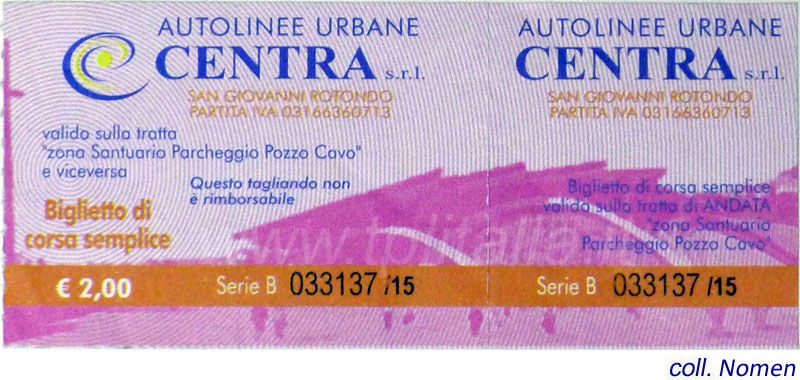 AUTOLINEE URBANE
CENTRA s.r.l.
SAN GIOVANNI ROTONDO
PARTITA IVA 03166360713
valido sulla tratta
"zona Santuario Parcheggio Pozzo Cavo"
e viceversa
Questo tagliando non
è rimborsabile
Biglietto di
corsa semplice
€ 2,00
Serie B 033137 /15
AUTOLINEE URBANE
CENTRA s.r.l.
SAN GIOVANNI ROTONDO
PARTITA IVA 03166360713
Biglietto di corsa semplice
valido sulla tratta di ANDATA
"zona Santuario
Parcheggio Pozzo Cavo"
Serie B 033137 /15
coll. Nomen